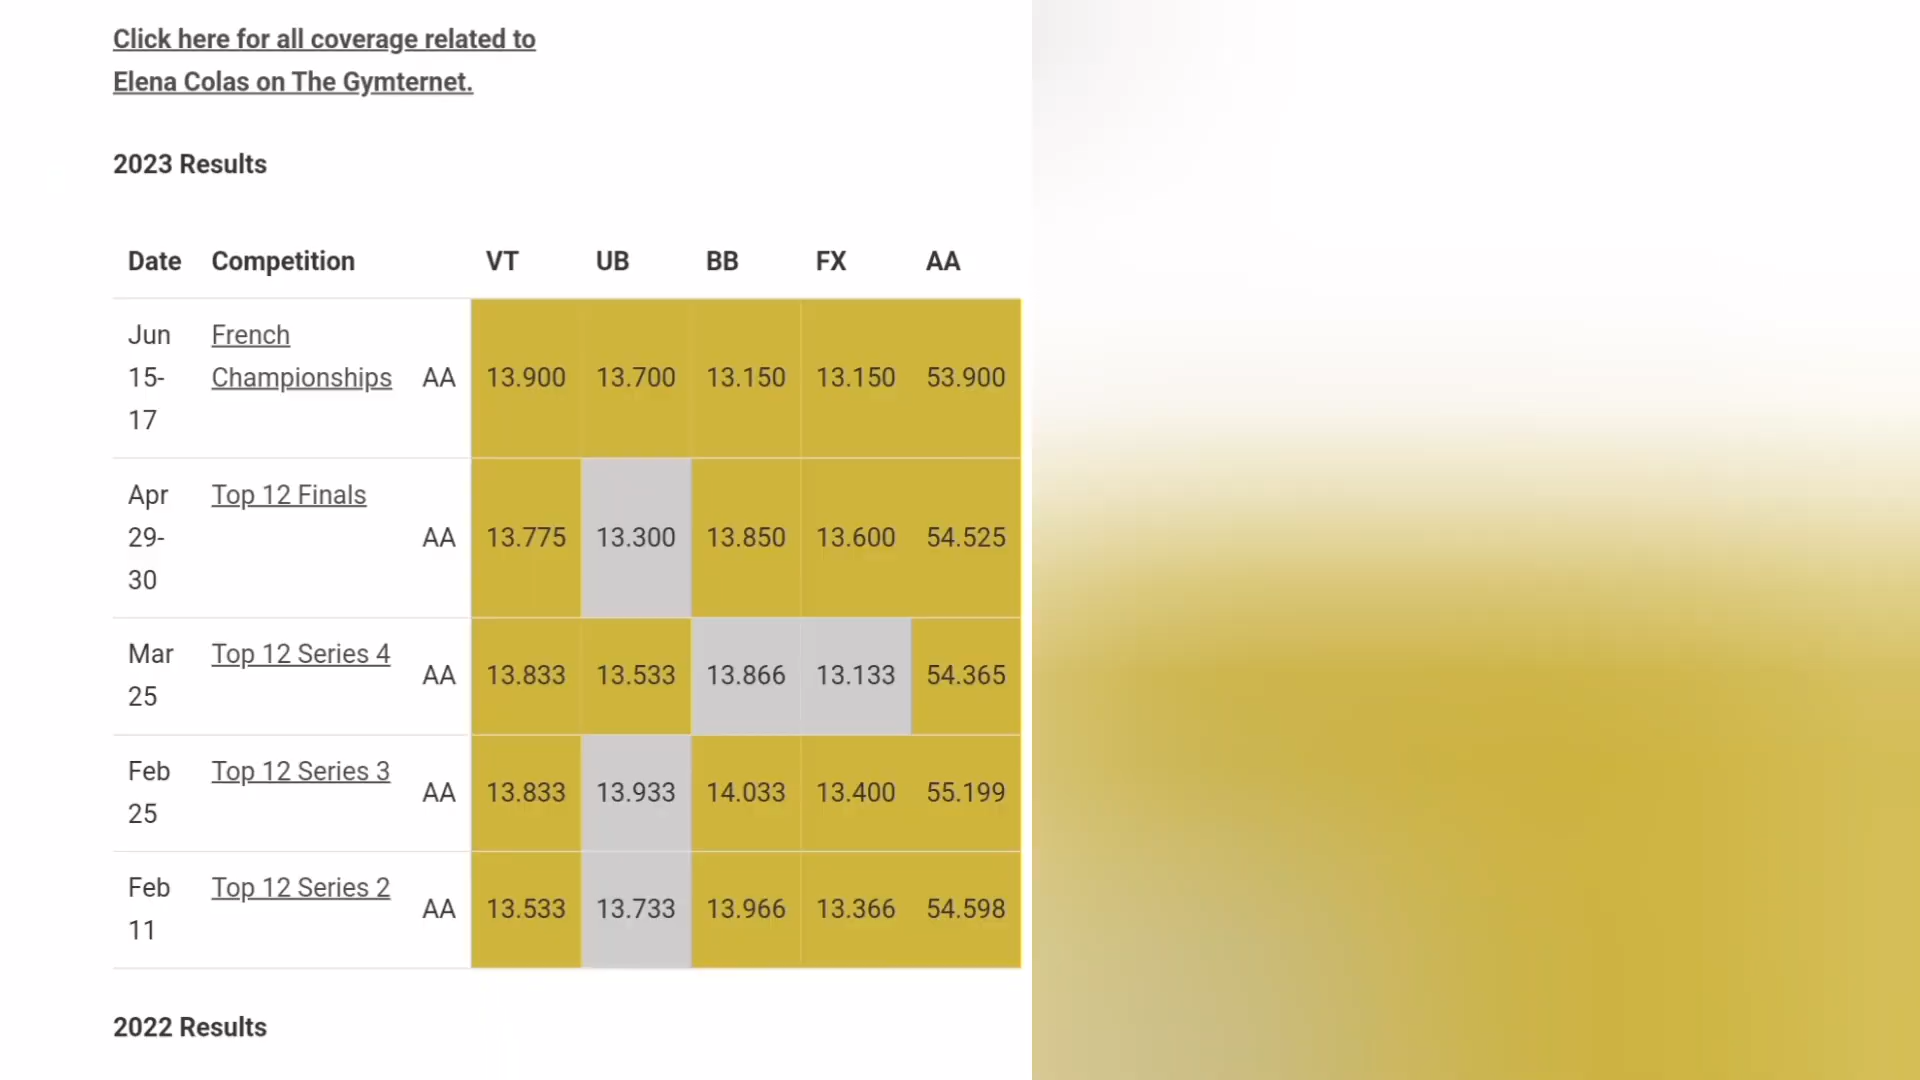 Click here for all coverage related to
Elena Colas on The Gymternet.
2023 Results
Date Competition VT UB BB FX AA
Jun 15-17 French Championships AA 13.900 13.700 13.150 13.150 53.900
Apr 29-30 Top 12 Finals AA 13.775 13.300 13.850 13.600 54.525
Mar 25 Top 12 Series 4 AA 13.833 13.533 13.866 13.133 54.365
Feb 25 Top 12 Series 3 AA 13.833 13.933 14.033 13.400 55.199
Feb 11 Top 12 Series 2 AA 13.533 13.733 13.966 13.366 54.598
2022 Results